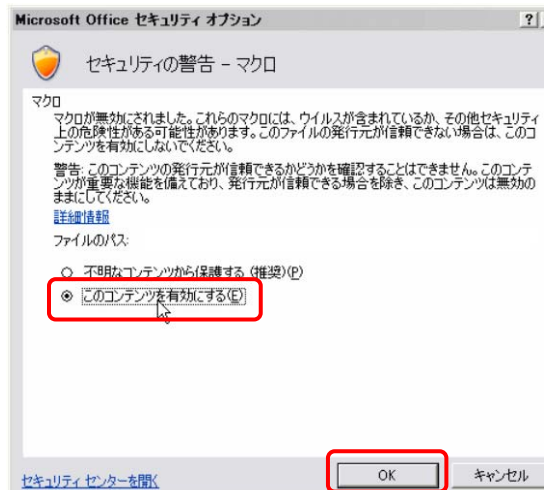 Microsoft Office セキュリティ オプション
?
セキュリティの警告 - マクロ
マクロ
マクロが無効にされました。これらのマクロには、ウイルスが含まれているか、その他セキュリティ
上の危険性がある可能性があります。このファイルの発行元が信頼できない場合は、このコ
ンテンツを有効にしないでください。
警告: このコンテンツの発行元が信頼できるかどうかを確認することはできません。このコンテ
ンツが重要な機能を備えており、発行元が信頼できる場合を除き、このコンテンツは無効の
ままにしてください。
詳細情報
ファイルのパス:
不明なコンテンツから保護する (推奨)(P)
このコンテンツを有効にする(E)
セキュリティ センターを開く
OK
キャンセル